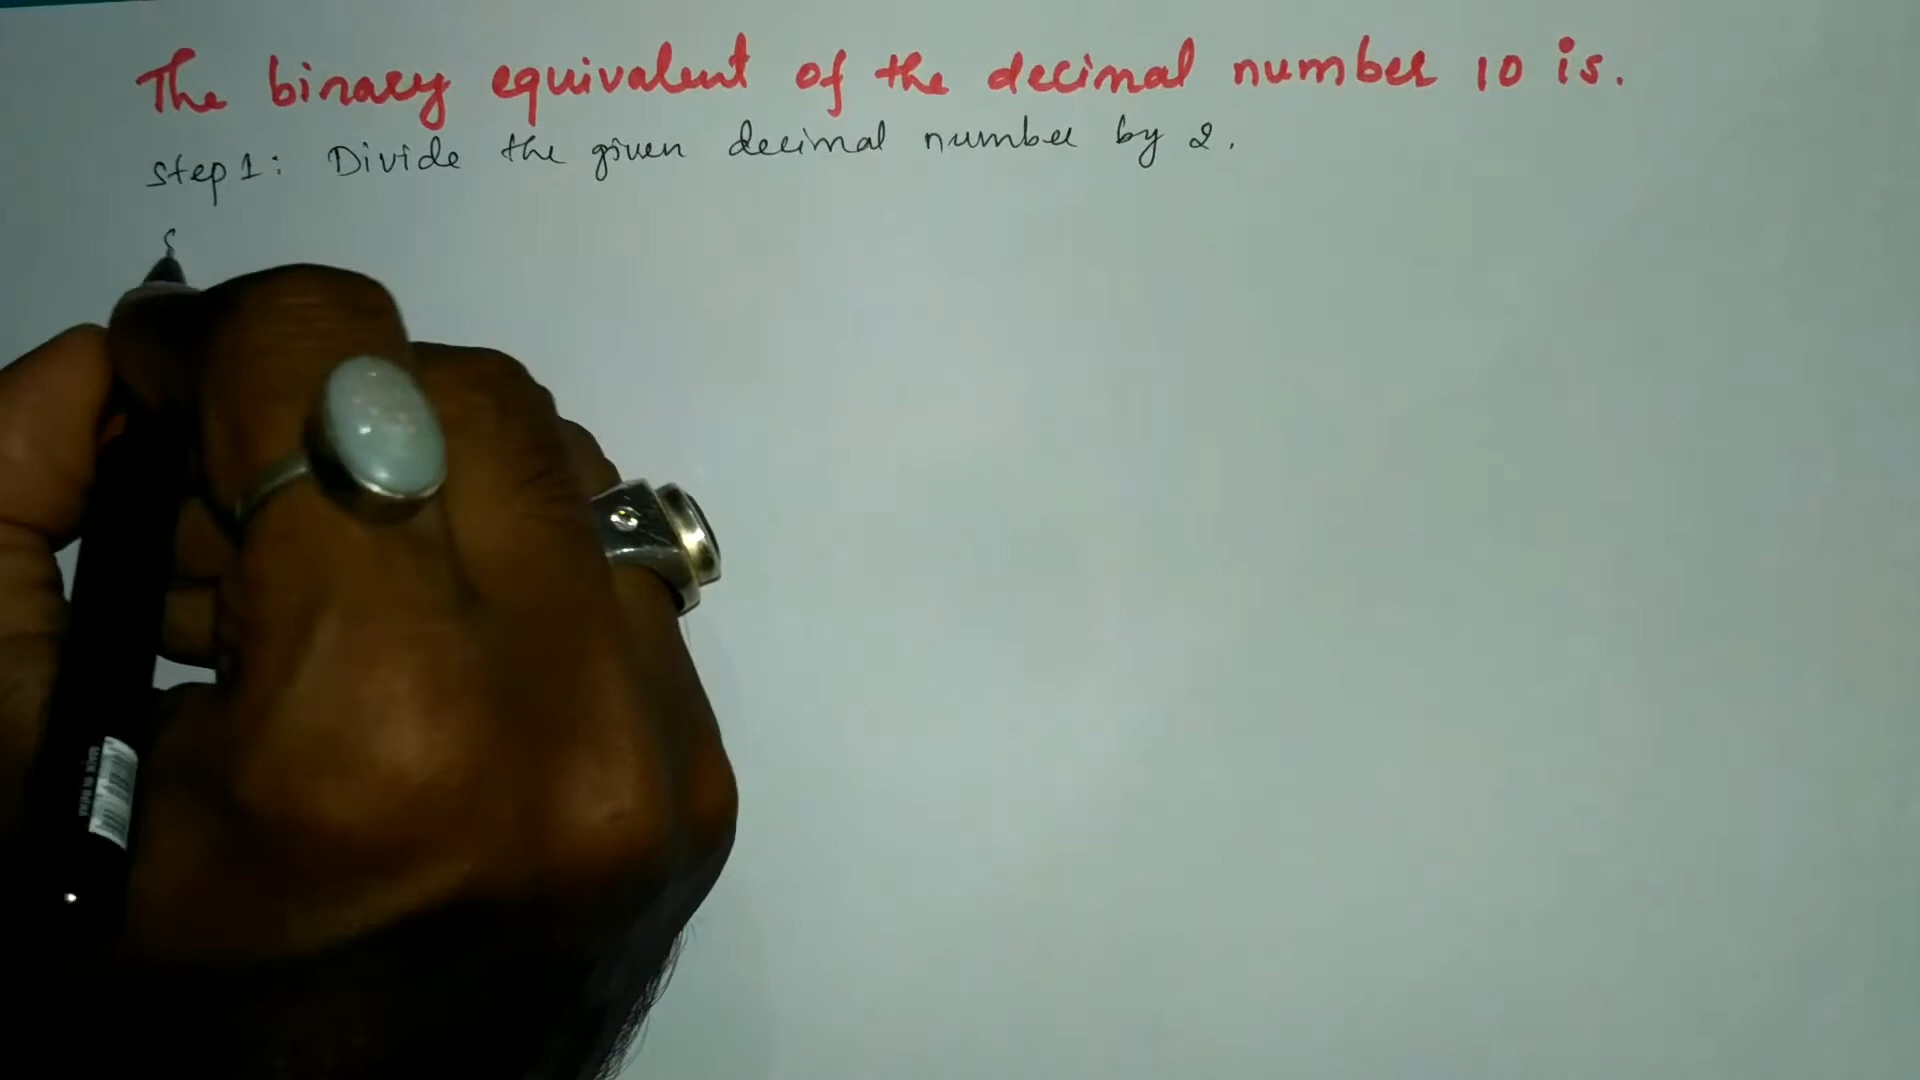 The binary equivalent of the decimal number 10 is.
Step 1: Divide the given decimal number by 2.
S